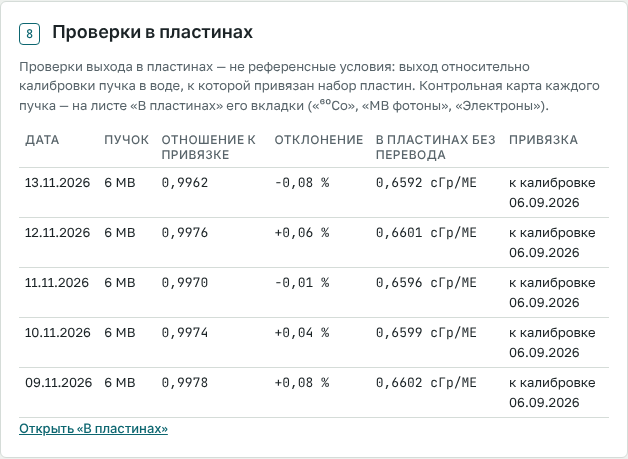 8 Проверки в пластинах
Проверки выхода в пластинах — не референсные условия: выход относительно
калибровки пучка в воде, к которой привязан набор пластин. Контрольная карта каждого
пучка — на листе «В пластинах» его вкладки («⁶⁰Co», «МВ фотоны», «Электроны»).
ДАТА ПУЧОК ОТНОШЕНИЕ К ПРИВЯЗКЕ ОТКЛОНЕНИЕ В ПЛАСТИНАХ БЕЗ ПЕРЕВОДА ПРИВЯЗКА
13.11.2026 6 МВ 0,9962 -0,08 % 0,6592 сГр/МЕ к калибровке 06.09.2026
12.11.2026 6 МВ 0,9976 +0,06 % 0,6601 сГр/МЕ к калибровке 06.09.2026
11.11.2026 6 МВ 0,9970 -0,01 % 0,6596 сГр/МЕ к калибровке 06.09.2026
10.11.2026 6 МВ 0,9974 +0,04 % 0,6599 сГр/МЕ к калибровке 06.09.2026
09.11.2026 6 МВ 0,9978 +0,08 % 0,6602 сГр/МЕ к калибровке 06.09.2026
Открыть «В пластинах»